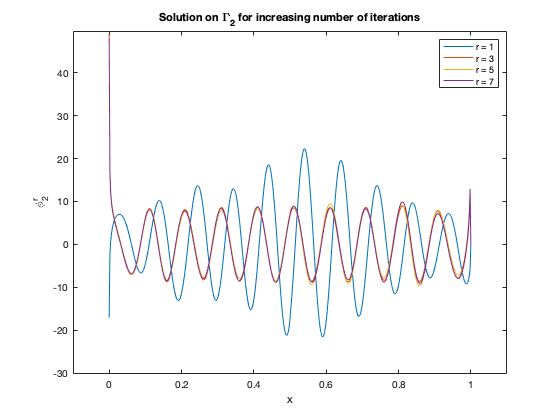 Solution on Γ₂ for increasing number of iterations
r = 1
r = 3
r = 5
r = 7
40
30
20
10
0
-10
-20
-30
ϕ₂ʳ
0
0.2
0.4
0.6
0.8
1
x